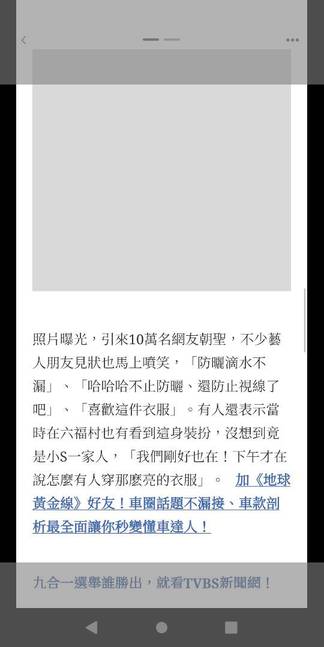 照片曝光，引來10萬名網友朝聖，不少藝
人朋友見狀也馬上噴笑，「防曬滴水不
漏」、「哈哈哈不止防曬、還防止視線了
吧」、「喜歡這件衣服」。有人還表示當
時在六福村也有看到這身裝扮，沒想到竟
是小S一家人，「我們剛好也在！下午才在
說怎麼有人穿那麼亮的衣服」。 加《地球
黃金線》好友！車圈話題不漏接、車款剖
析最全面讓你秒變懂車達人！
九合一選舉誰勝出，就看TVBS新聞網！